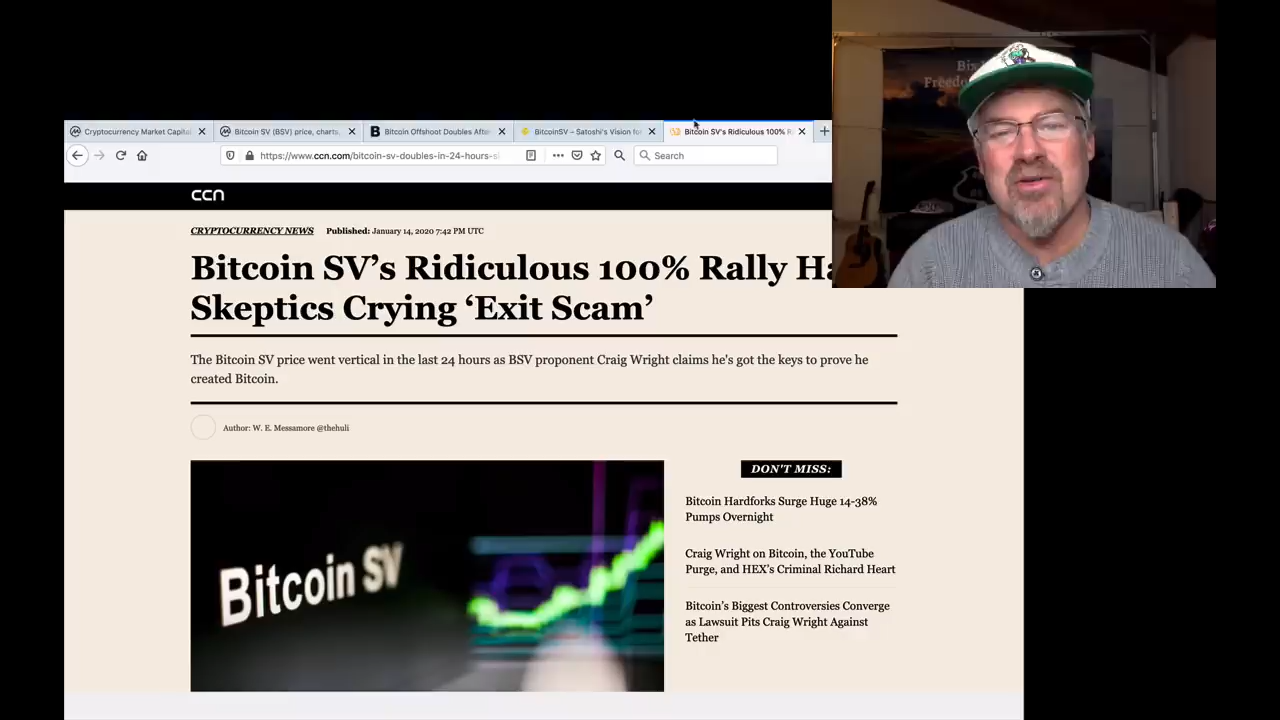 Cryptocurrency Market Capital
Bitcoin SV (BSV) price, charts,
Bitcoin Offshoot Doubles After
BitcoinSV – Satoshi's Vision fo
Bitcoin SV's Ridiculous 100% R
https://www.ccn.com/bitcoin-sv-doubles-in-24-hours-s
Search
ccn
CRYPTOCURRENCY NEWS Published: January 14, 2020 7:42 PM UTC
Bitcoin SV's Ridiculous 100% Rally Ha
Skeptics Crying 'Exit Scam'
The Bitcoin SV price went vertical in the last 24 hours as BSV proponent Craig Wright claims he's got the keys to prove he
created Bitcoin.
Author: W. E. Messamore @thehuli
Bitcoin SV
DON'T MISS:
Bitcoin Hardforks Surge Huge 14-38%
Pumps Overnight
Craig Wright on Bitcoin, the YouTube
Purge, and HEX's Criminal Richard Heart
Bitcoin's Biggest Controversies Converge
as Lawsuit Pits Craig Wright Against
Tether
Bix
Freedo